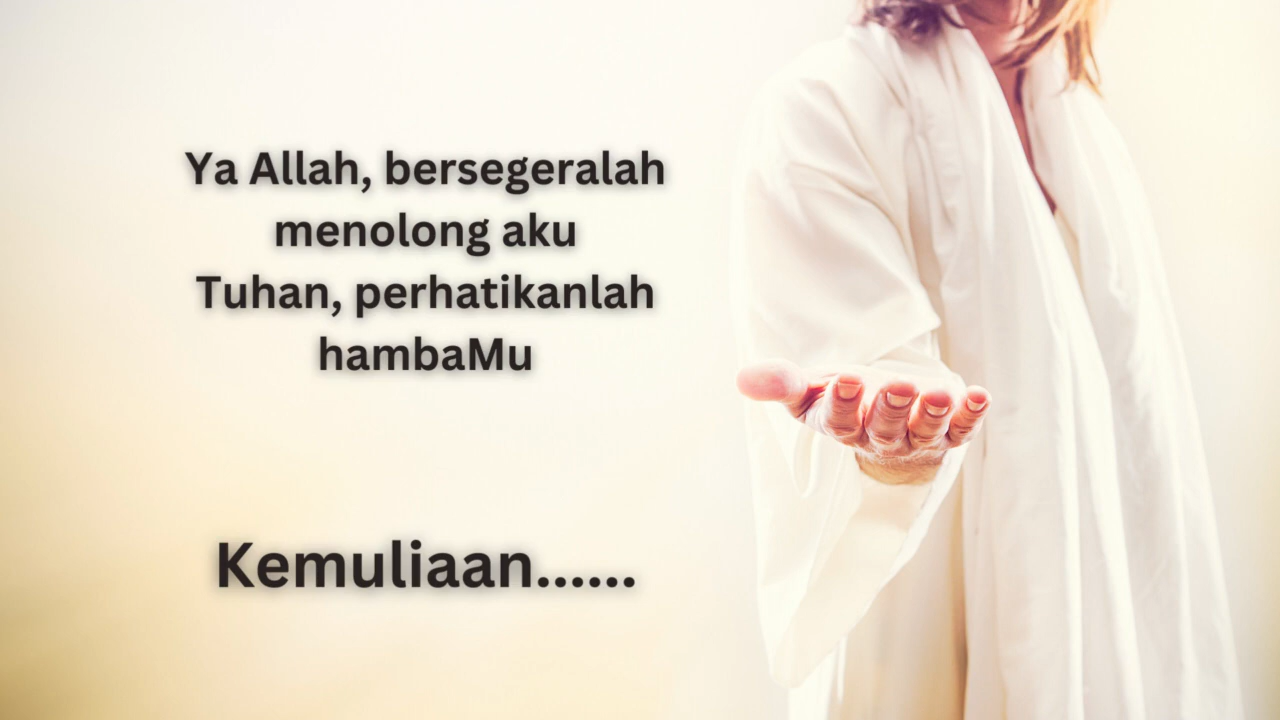 Ya Allah, bersegeralah
menolong aku
Tuhan, perhatikanlah
hambaMu
Kemuliaan......